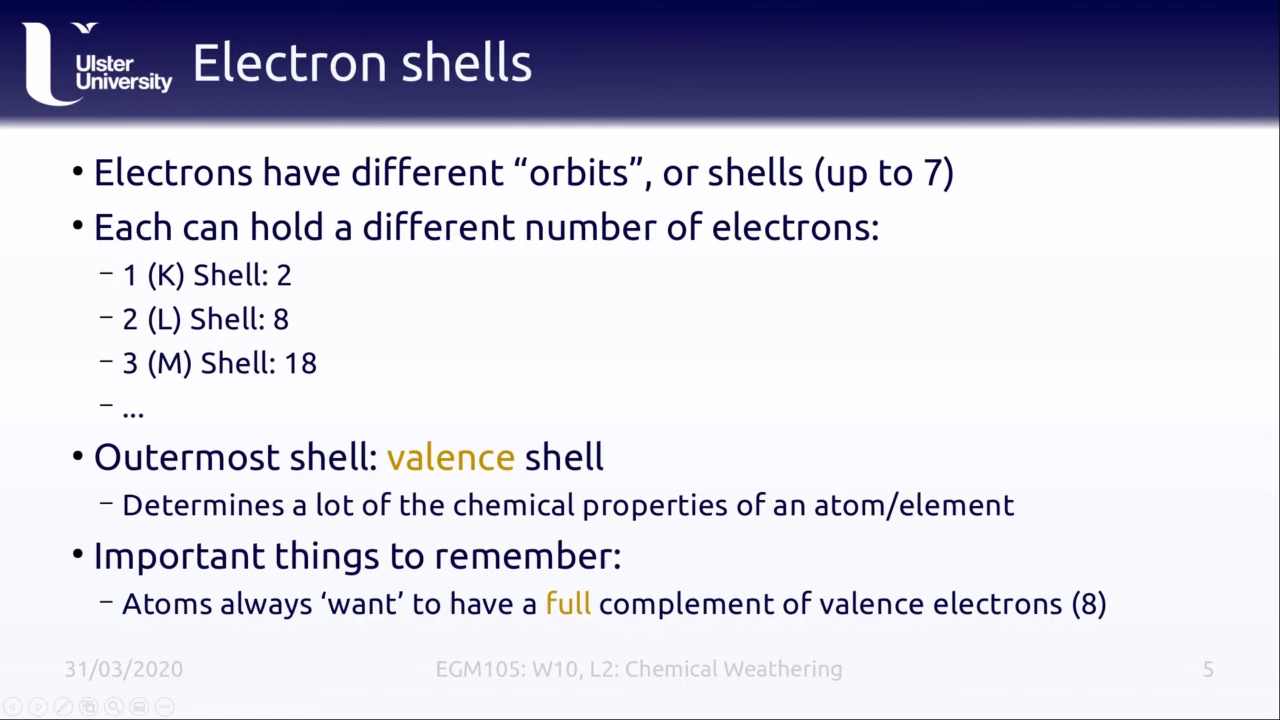 Ulster
University
Electron shells
• Electrons have different “orbits”, or shells (up to 7)
• Each can hold a different number of electrons:
– 1 (K) Shell: 2
– 2 (L) Shell: 8
– 3 (M) Shell: 18
– ...
• Outermost shell: valence shell
– Determines a lot of the chemical properties of an atom/element
• Important things to remember:
– Atoms always ‘want’ to have a full complement of valence electrons (8)
31/03/2020
EGM105: W10, L2: Chemical Weathering
5